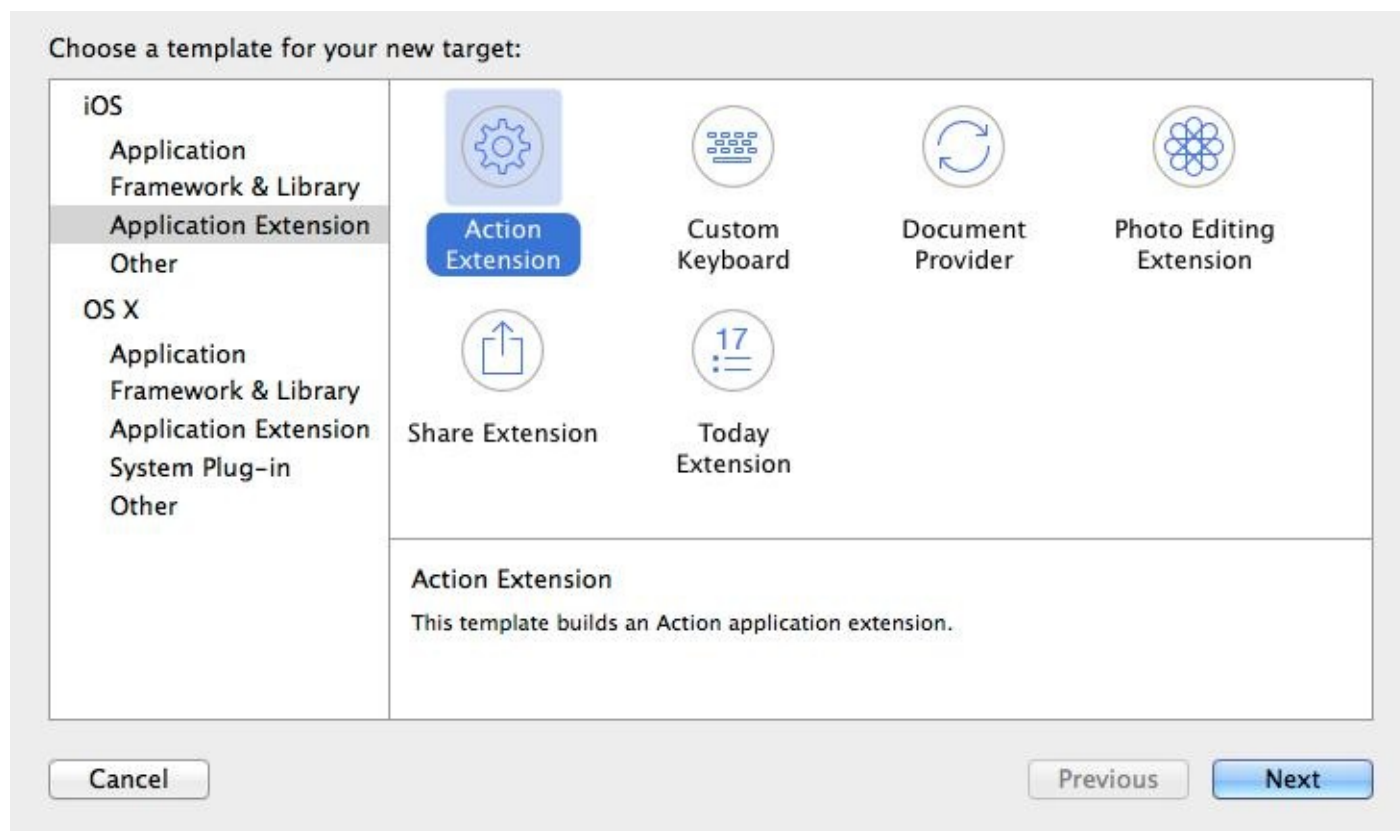 Choose a template for your new target:
iOS
Application
Framework & Library
Application Extension
Other
OS X
Application
Framework & Library
Application Extension
System Plug-in
Other
Action
Extension
Custom
Keyboard
Document
Provider
Photo Editing
Extension
Share Extension
17
Today
Extension
Action Extension
This template builds an Action application extension.
Cancel
Previous
Next